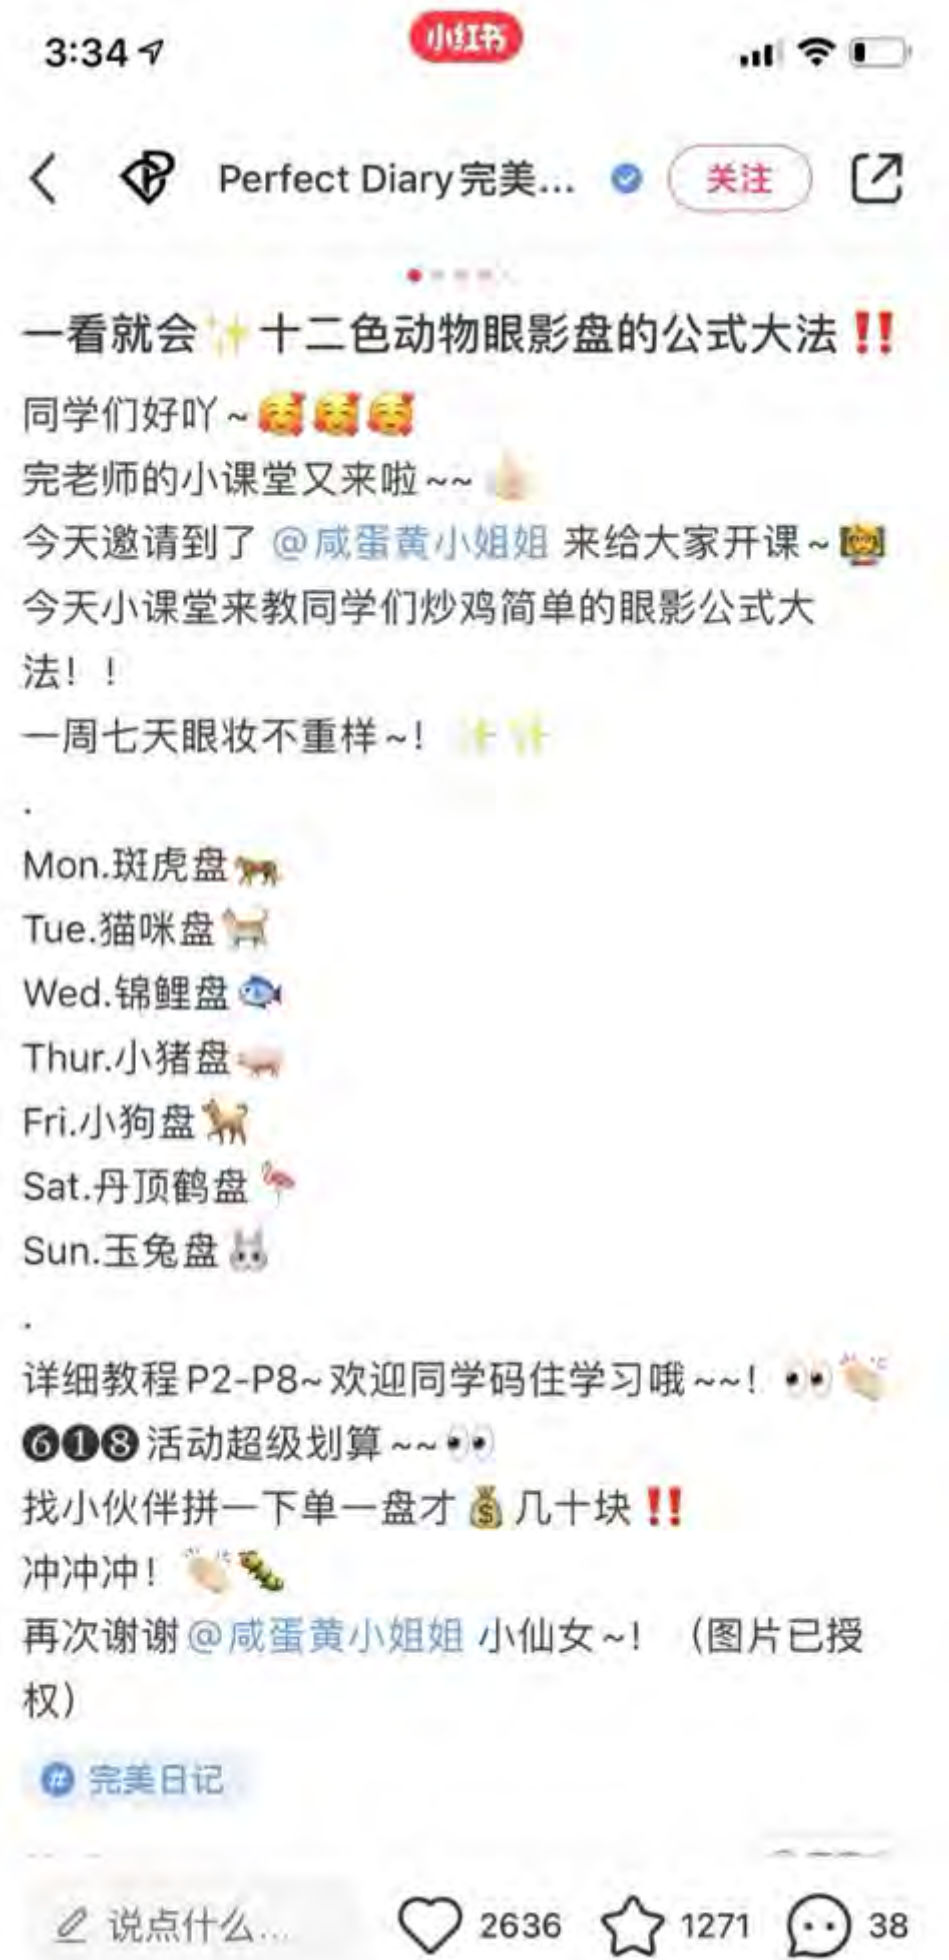 3:34
小红书
Perfect Diary完美...
关注
一看就会✨十二色动物眼影盘的公式大法‼️
同学们好吖~🥰🥰🥰
完老师的小课堂又来啦~~👆🏻
今天邀请到了 @咸蛋黄小姐姐 来给大家开课~👩‍🏫
今天小课堂来教同学们炒鸡简单的眼影公式大
法！！
一周七天眼妆不重样~！✨✨
.
Mon.斑虎盘🐅
Tue.猫咪盘🐈
Wed.锦鲤盘🐟
Thur.小猪盘🐖
Fri.小狗盘🐕
Sat.丹顶鹤盘🦩
Sun.玉兔盘🐰
.
详细教程P2-P8~欢迎同学码住学习哦~~！👀👏🏻
❻❶❽活动超级划算~~👀
找小伙伴拼一下单一盘才💰几十块‼️
冲冲冲！👏🏻🐛
再次谢谢@咸蛋黄小姐姐 小仙女~！（图片已授
权）
# 完美日记
说点什么...
2636
1271
38